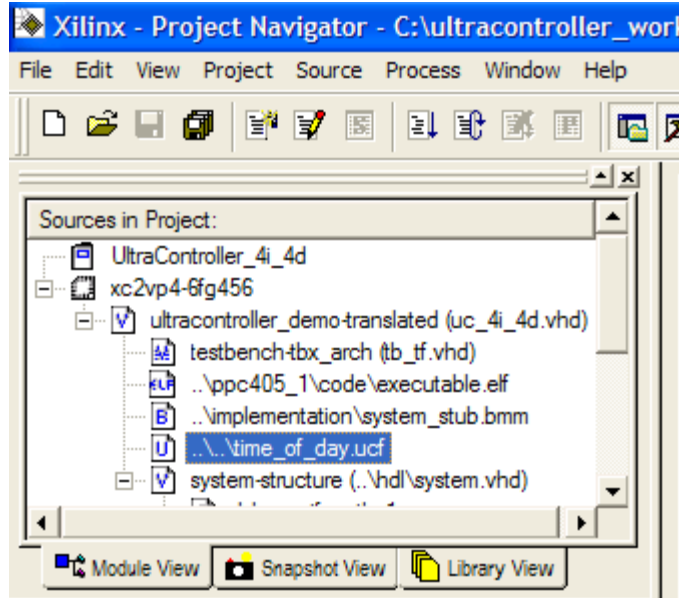 Xilinx - Project Navigator - C:\ultracontroller_work
File Edit View Project Source Process Window Help
Sources in Project:
UltraController_4i_4d
xc2vp4-6fg456
ultracontroller_demo-translated (uc_4i_4d.vhd)
testbench-tbx_arch (tb_tf.vhd)
..\ppc405_1\code\executable.elf
..\implementation\system_stub.bmm
..\..\time_of_day.ucf
system-structure (..\hdl\system.vhd)
Module View Snapshot View Library View